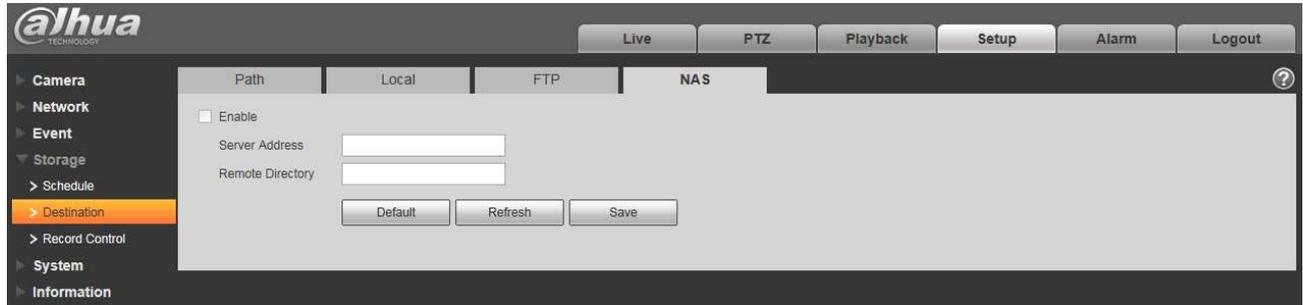 alhua
TECHNOLOGY
Live PTZ Playback Setup Alarm Logout
Camera
Network
Event
Storage
> Schedule
> Destination
> Record Control
System
Information
Path Local FTP NAS ?
Enable
Server Address
Remote Directory
Default Refresh Save